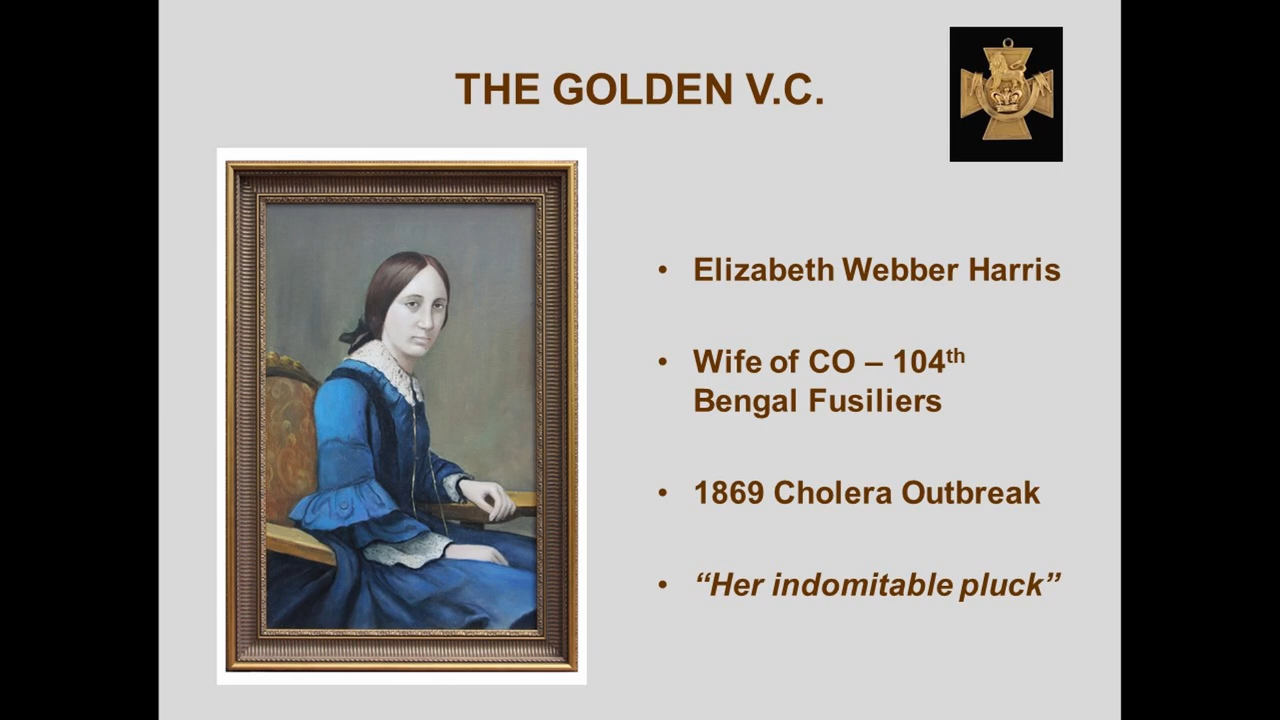 THE GOLDEN V.C.
• Elizabeth Webber Harris
• Wife of CO – 104th
Bengal Fusiliers
• 1869 Cholera Outbreak
• “Her indomitable pluck”